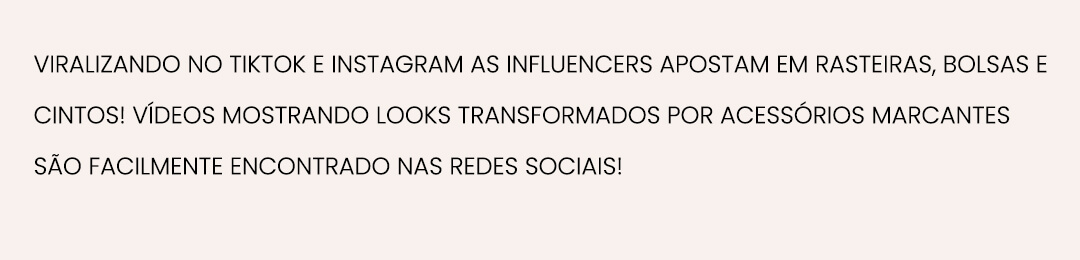 VIRALIZANDO NO TIKTOK E INSTAGRAM AS INFLUENCERS APOSTAM EM RASTEIRAS, BOLSAS E
CINTOS! VÍDEOS MOSTRANDO LOOKS TRANSFORMADOS POR ACESSÓRIOS MARCANTES
SÃO FACILMENTE ENCONTRADO NAS REDES SOCIAIS!